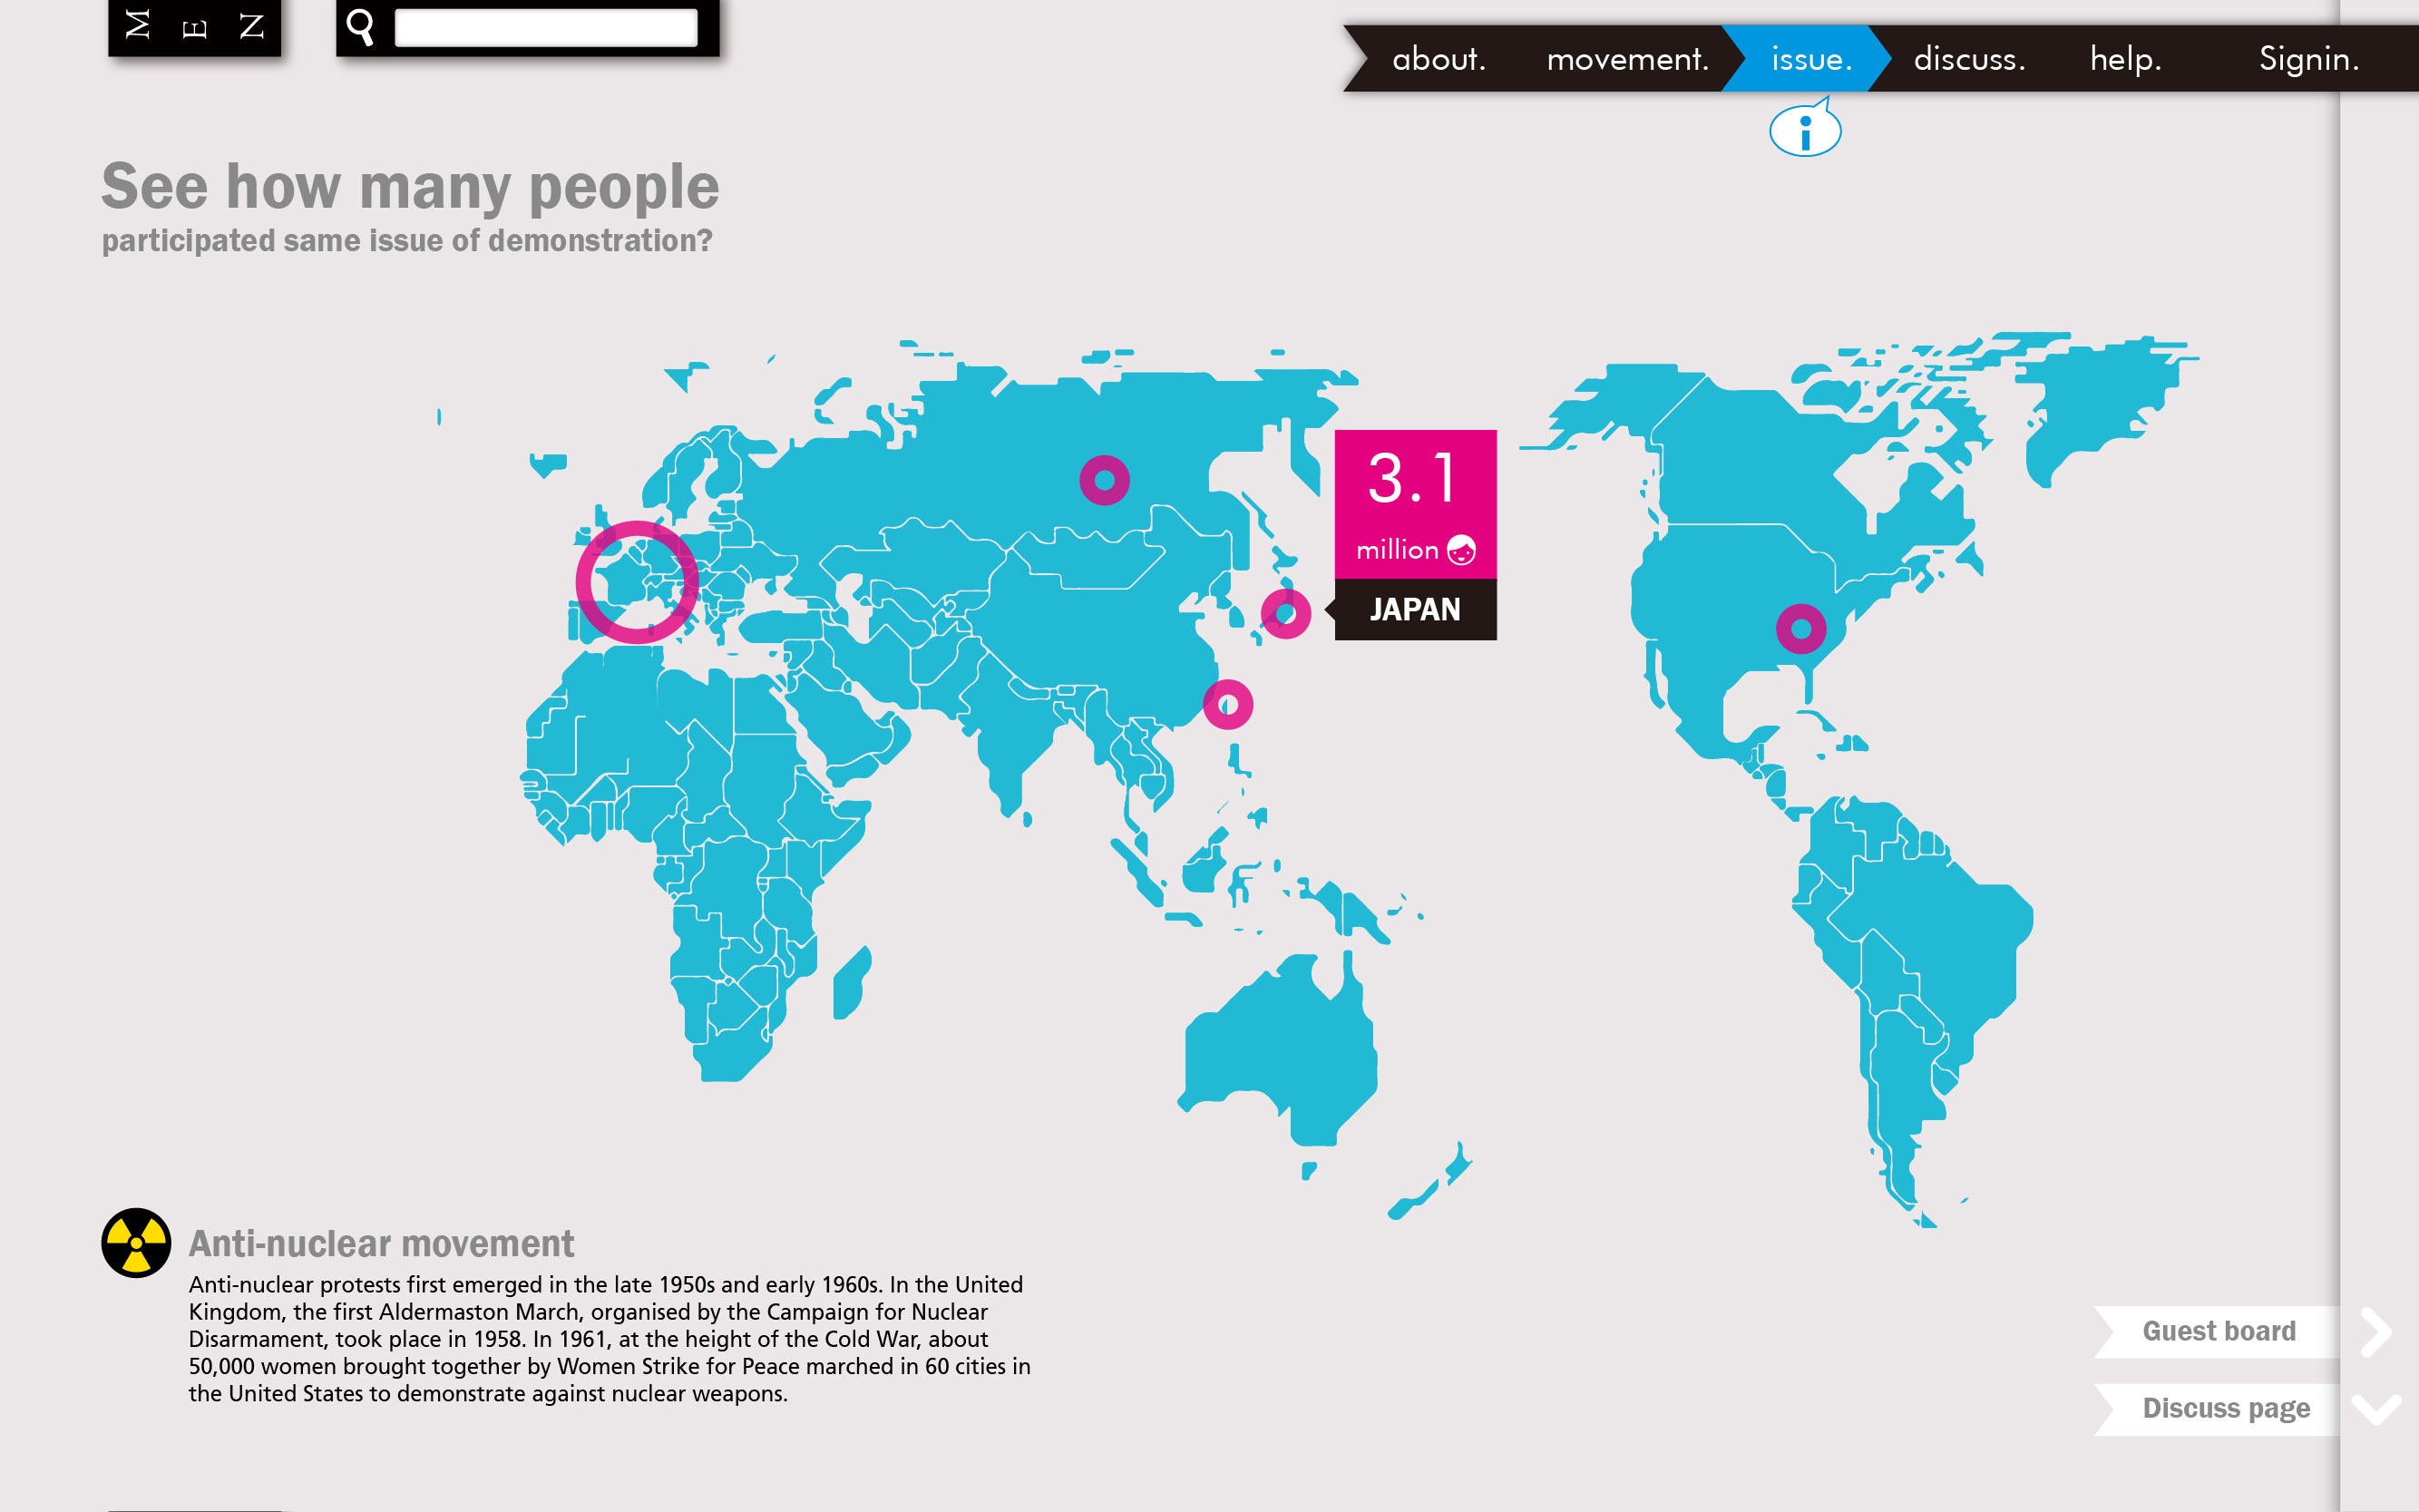 M E N
about. movement. issue. discuss. help. Signin.
i
See how many people
participated same issue of demonstration?
3.1
million
JAPAN
Anti-nuclear movement
Anti-nuclear protests first emerged in the late 1950s and early 1960s. In the United
Kingdom, the first Aldermaston March, organised by the Campaign for Nuclear
Disarmament, took place in 1958. In 1961, at the height of the Cold War, about
50,000 women brought together by Women Strike for Peace marched in 60 cities in
the United States to demonstrate against nuclear weapons.
Guest board
Discuss page